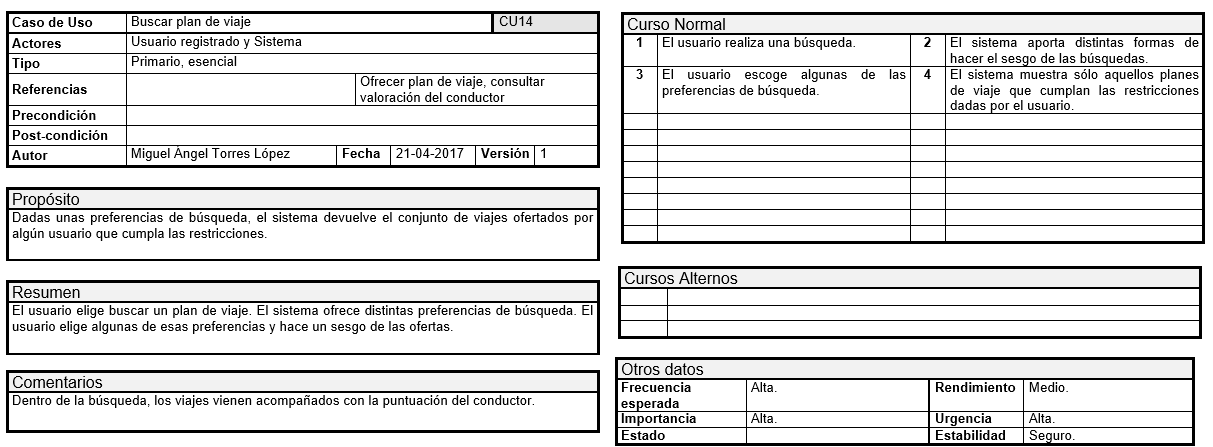 Caso de Uso Buscar plan de viaje CU14
Actores Usuario registrado y Sistema
Tipo Primario, esencial
Referencias Ofrecer plan de viaje, consultar
valoración del conductor
Precondición
Post-condición
Autor Miguel Ángel Torres López Fecha 21-04-2017 Versión 1
Propósito
Dadas unas preferencias de búsqueda, el sistema devuelve el conjunto de viajes ofertados por
algún usuario que cumpla las restricciones.
Resumen
El usuario elige buscar un plan de viaje. El sistema ofrece distintas preferencias de búsqueda. El
usuario elige algunas de esas preferencias y hace un sesgo de las ofertas.
Comentarios
Dentro de la búsqueda, los viajes vienen acompañados con la puntuación del conductor.
Curso Normal
1 El usuario realiza una búsqueda.
2 El sistema aporta distintas formas de
hacer el sesgo de las búsquedas.
3 El usuario escoge algunas de las
preferencias de búsqueda.
4 El sistema muestra sólo aquellos planes
de viaje que cumplan las restricciones
dadas por el usuario.
Cursos Alternos
Otros datos
Frecuencia
esperada
Alta.
Rendimiento Medio.
Importancia Alta.
Urgencia Alta.
Estado
Estabilidad Seguro.